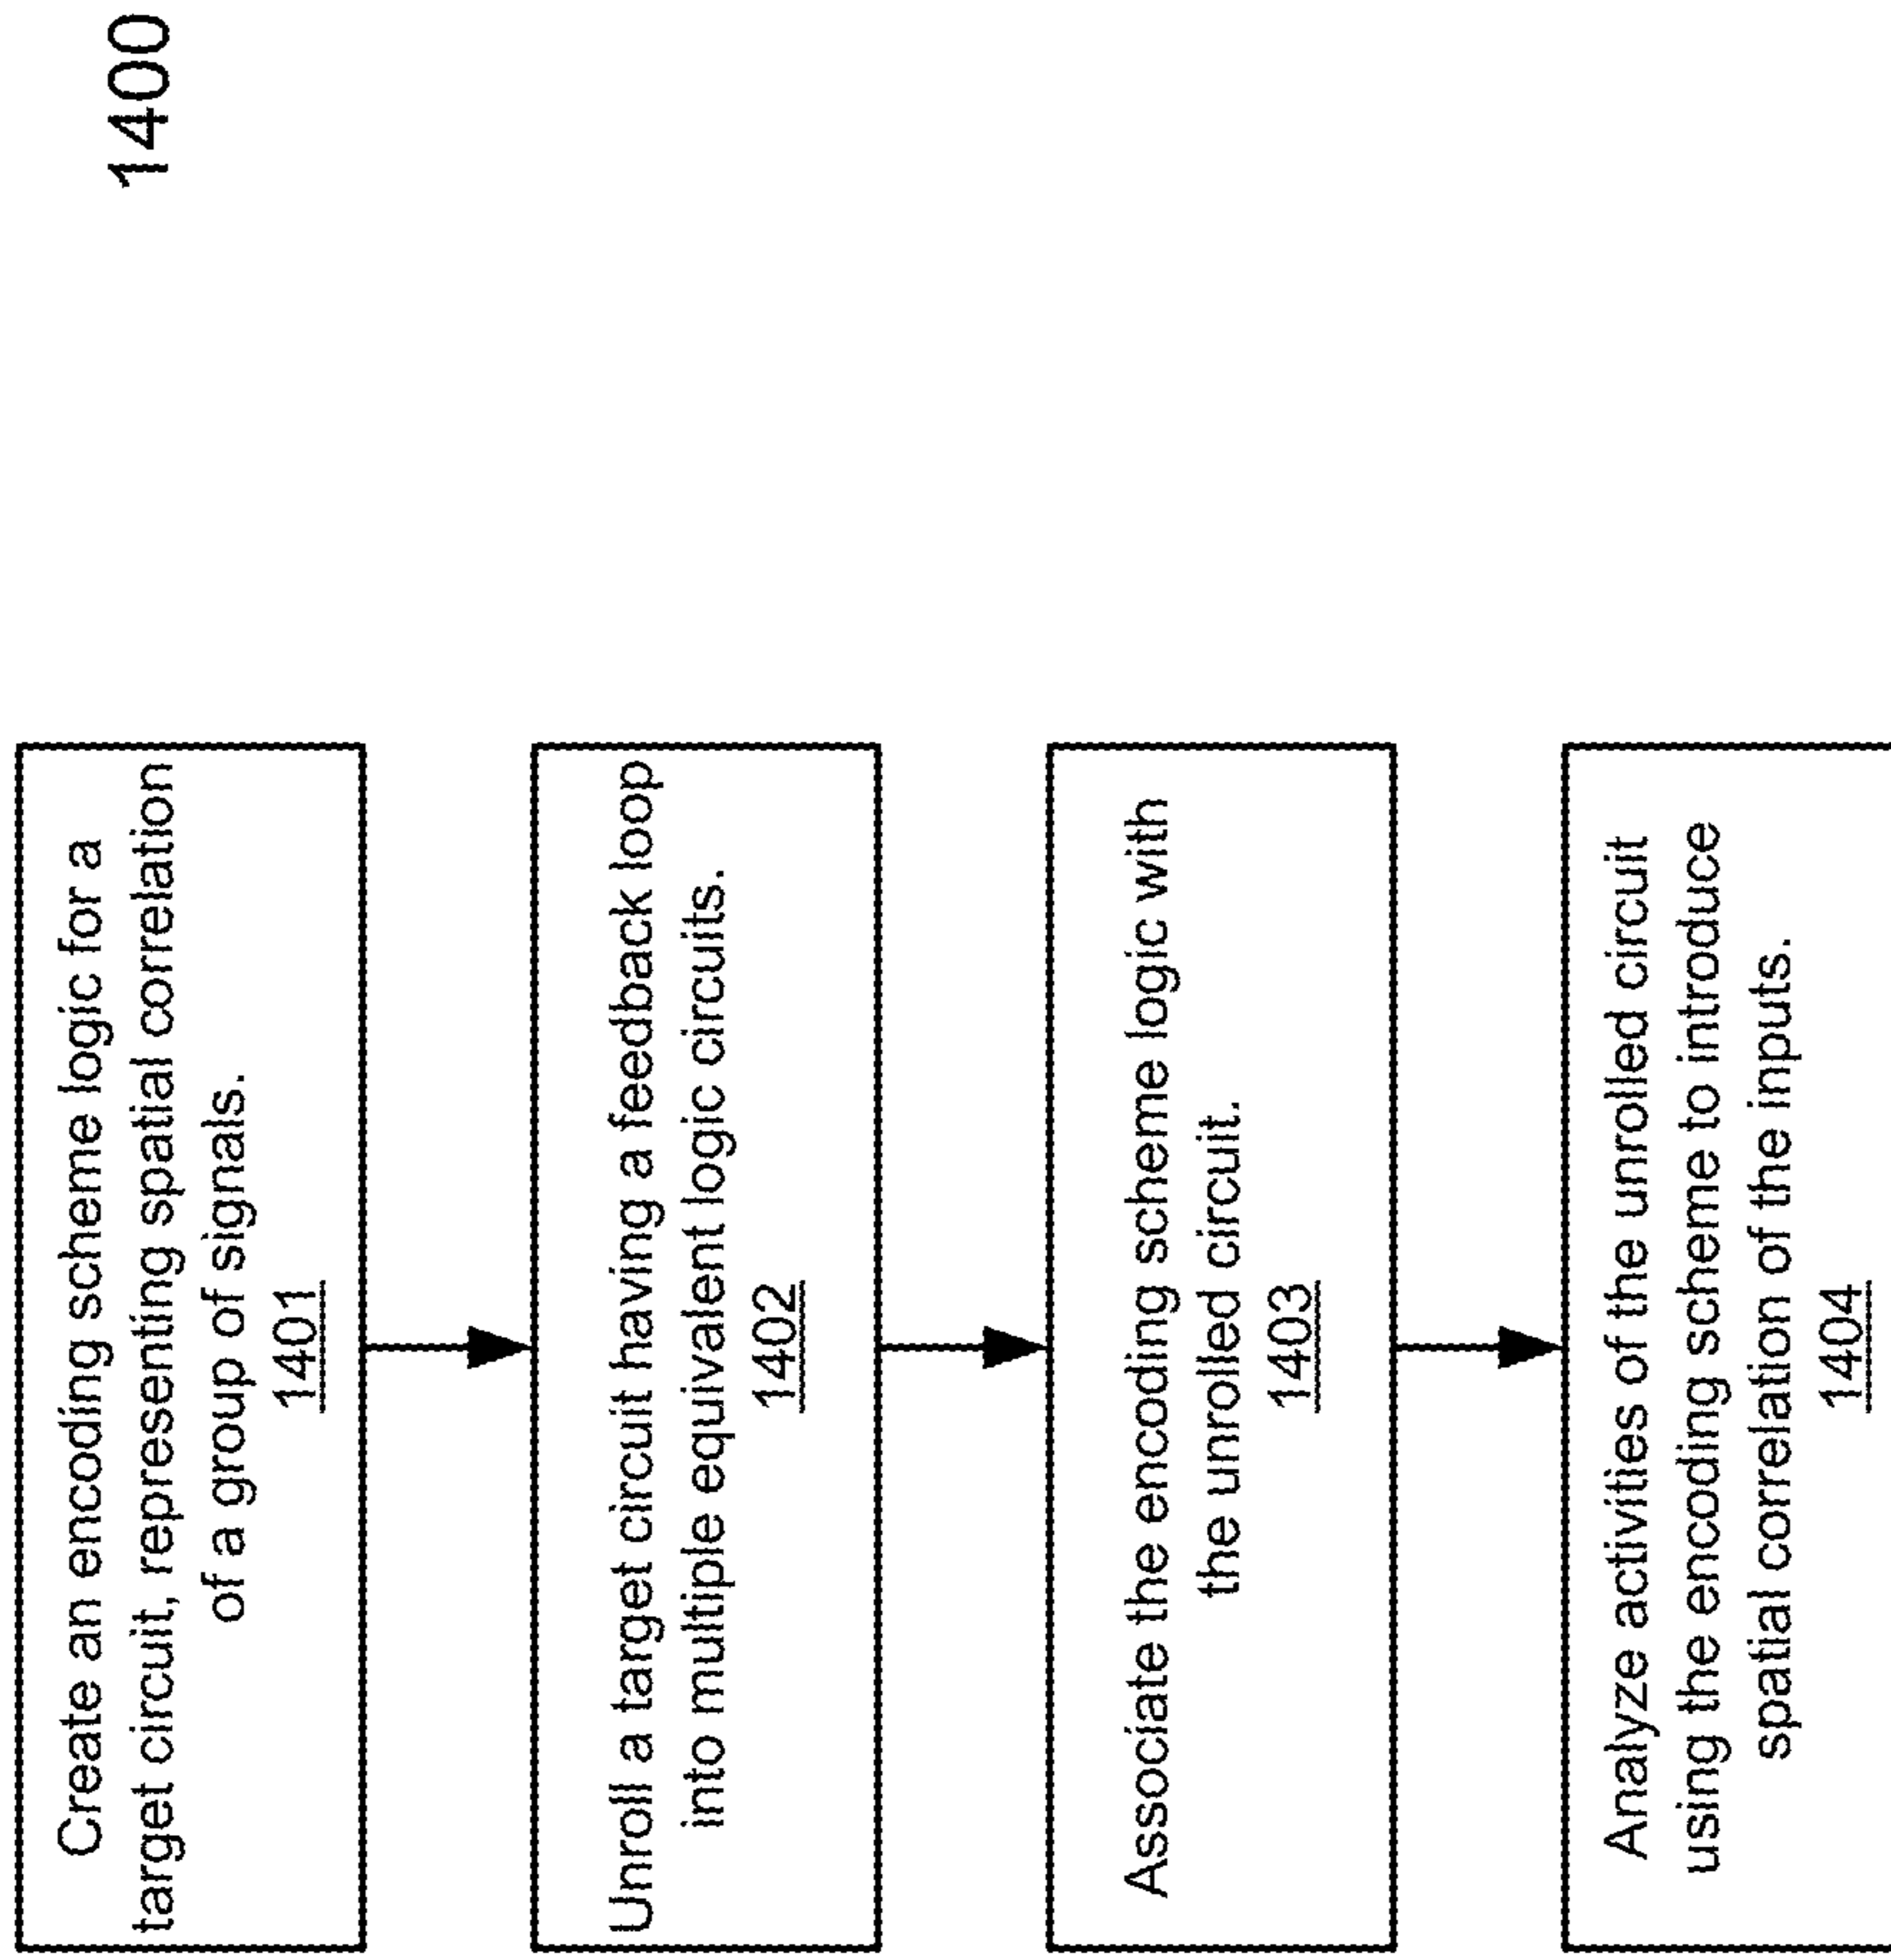 1400
Create an encoding scheme logic for a
target circuit, representing spatial correlation
of a group of signals.
1401
Unroll a target circuit having a feedback loop
into multiple equivalent logic circuits.
1402
Associate the encoding scheme logic with
the unrolled circuit.
1403
Analyze activities of the unrolled circuit
using the encoding scheme to introduce
spatial correlation of the inputs.
1404